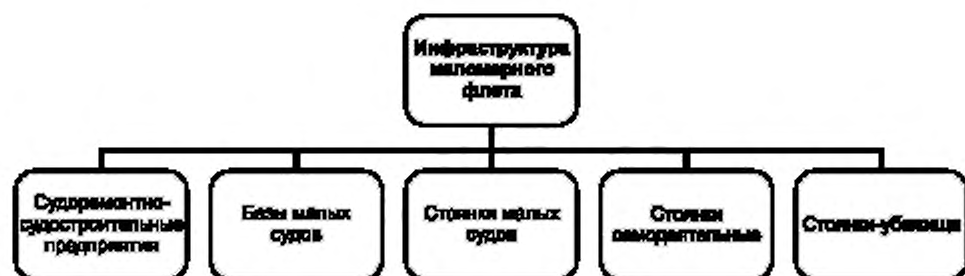 Инфраструктура
маломерного
флота
Судоремонтно-
судостроительные
предприятия
Базы малых
судов
Стоянки малых
судов
Стоянки
самодеятельные
Стоянки-убежища